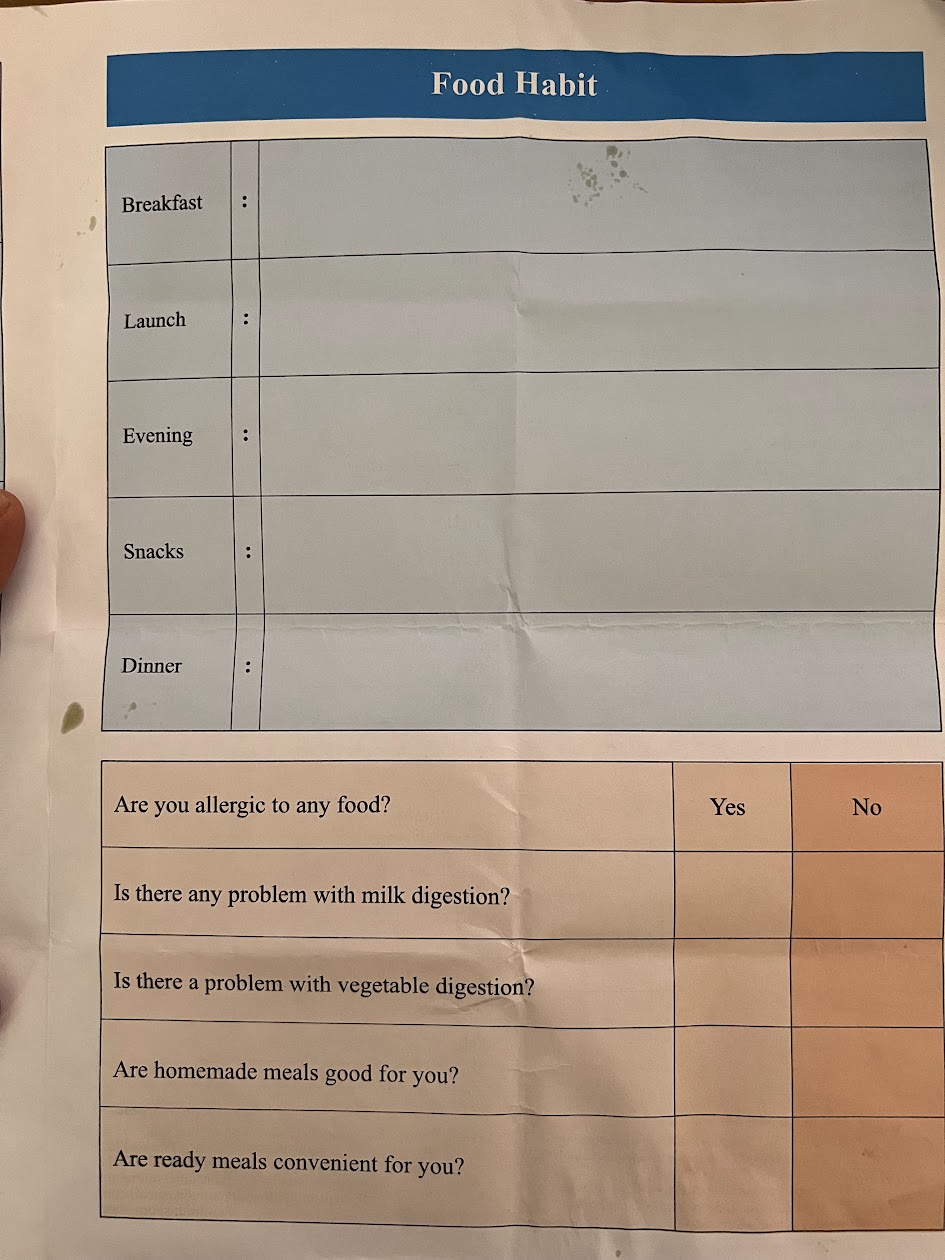 Food Habit
Breakfast :
Launch :
Evening :
Snacks :
Dinner :
Are you allergic to any food? Yes No
Is there any problem with milk digestion?
Is there a problem with vegetable digestion?
Are homemade meals good for you?
Are ready meals convenient for you?